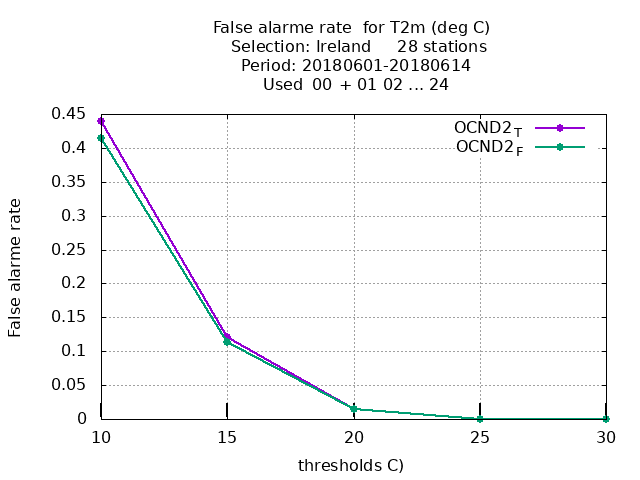 False alarme rate  for T2m (deg C)
Selection: Ireland     28 stations
Period: 20180601-20180614
Used  00 + 01 02 ... 24
OCND2T
OCND2F
0.45
0.4
0.35
0.3
0.25
0.2
0.15
0.1
0.05
0
False alarme rate
10 15 20 25 30
thresholds C)